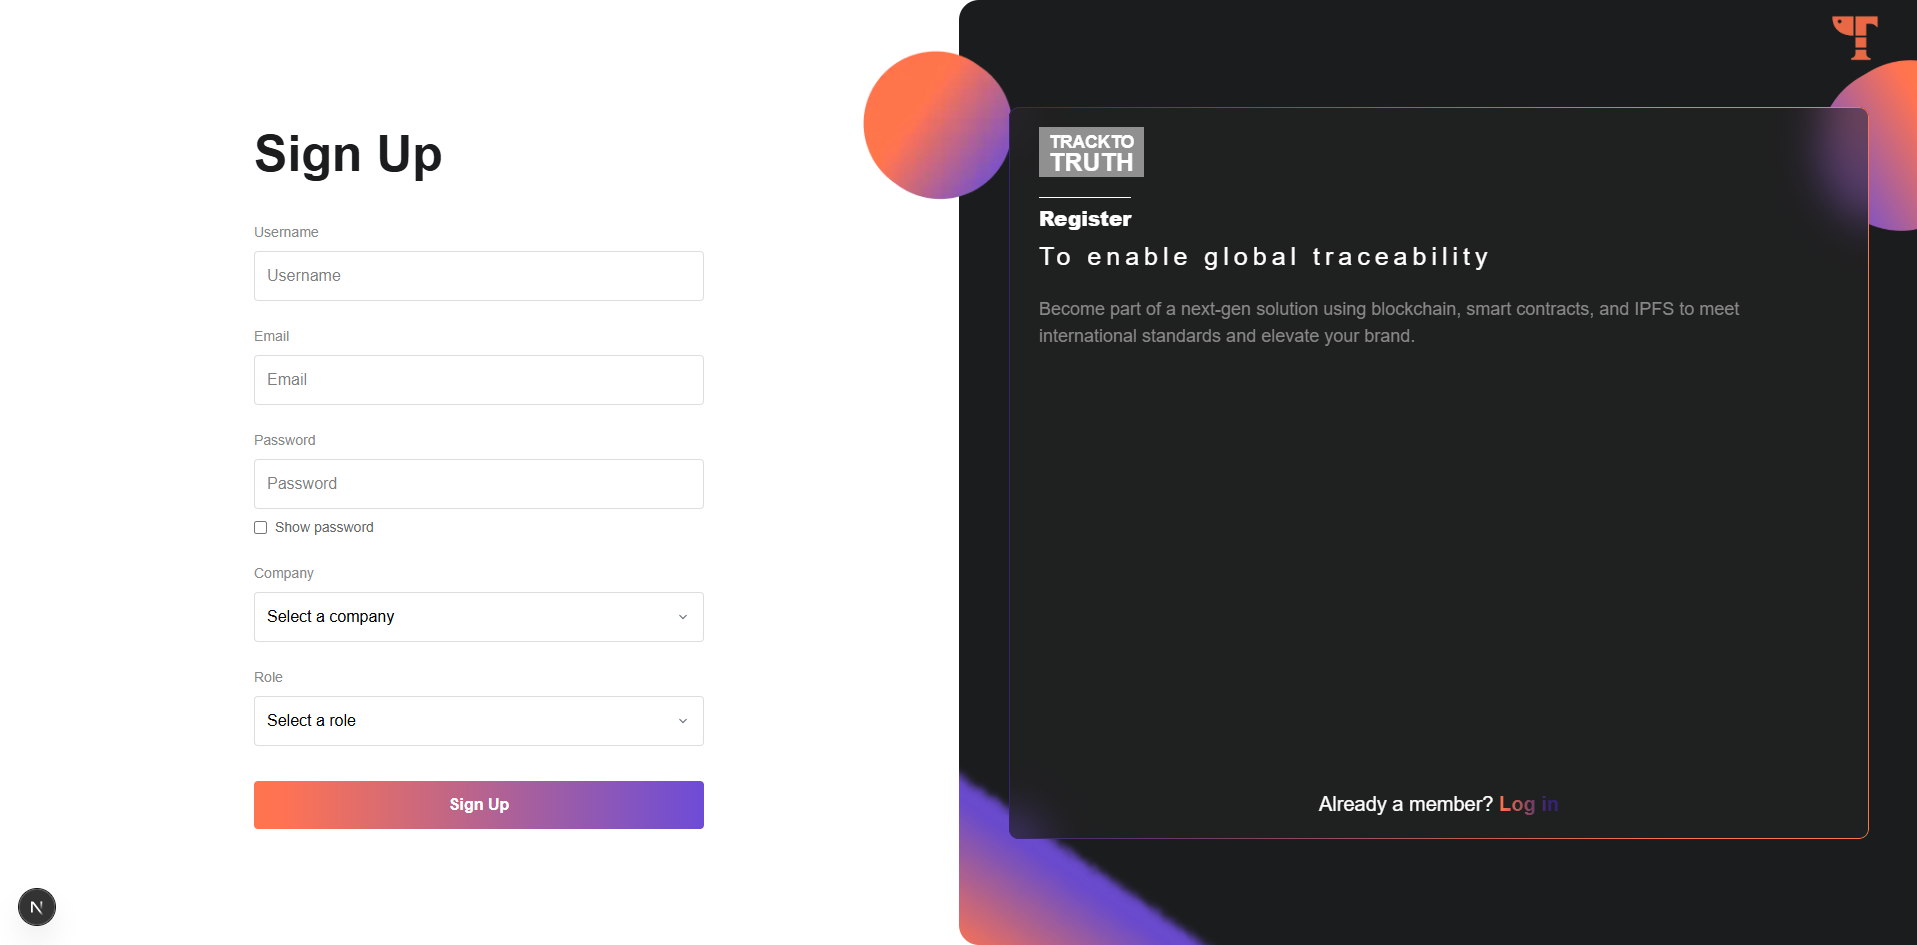 Sign Up
Username
Username
Email
Email
Password
Password
Show password
Company
Select a company
Role
Select a role
Sign Up
N
TRACKTO
TRUTH
Register
To enable global traceability
Become part of a next-gen solution using blockchain, smart contracts, and IPFS to meet
international standards and elevate your brand.
Already a member? Log in